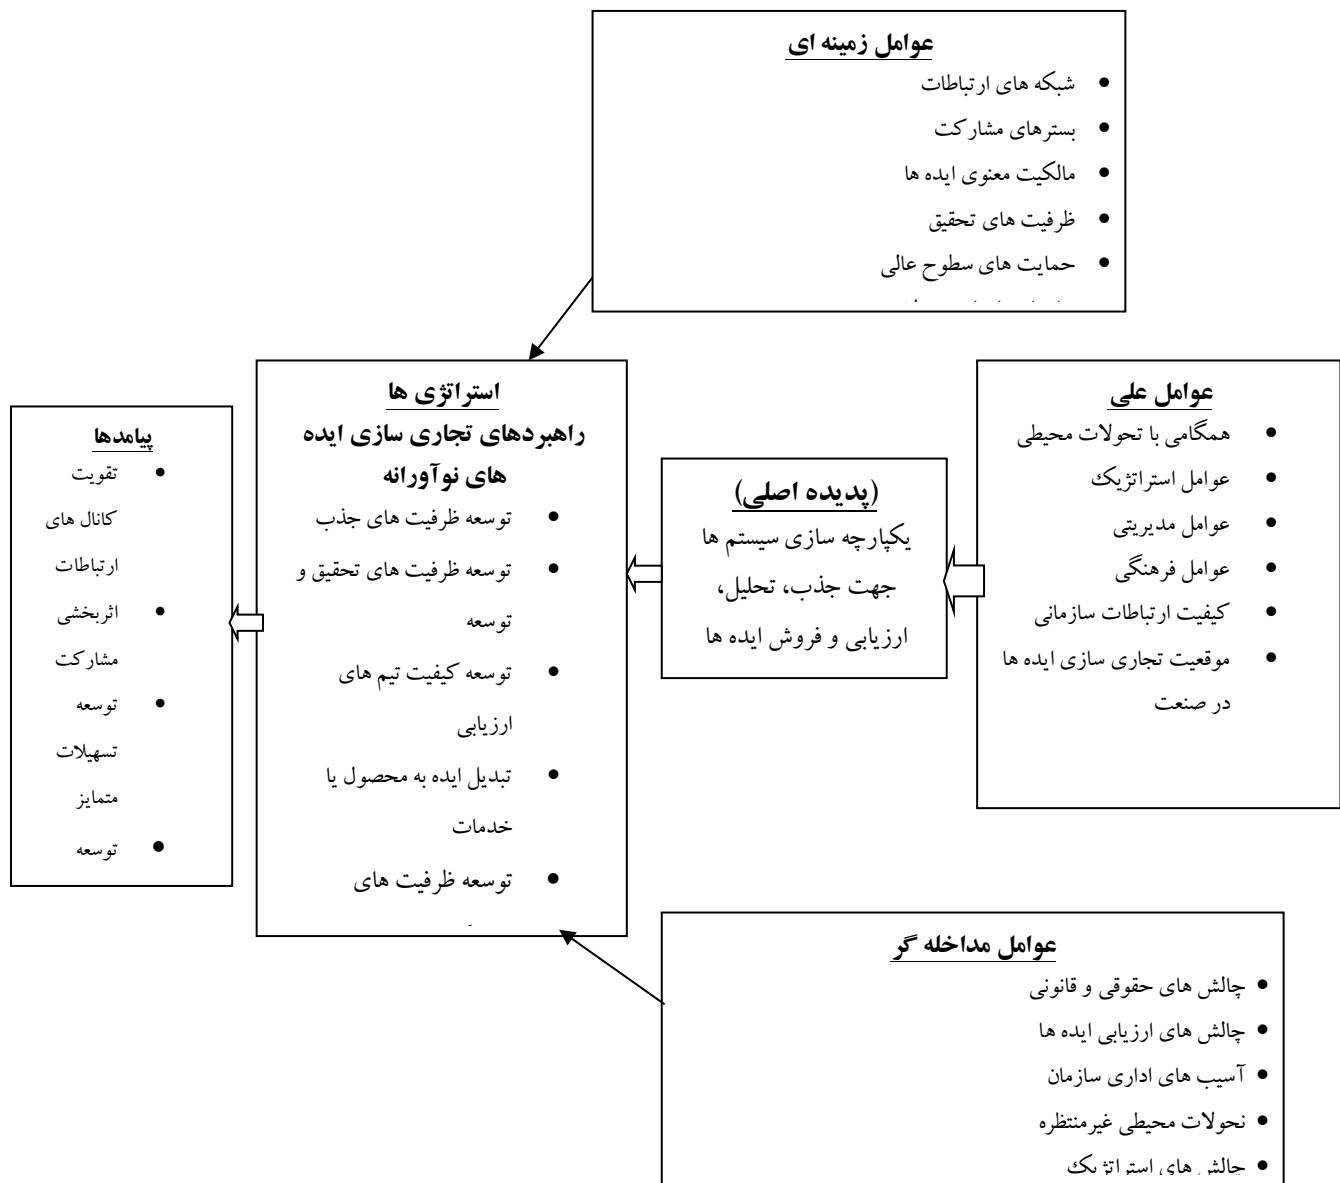 عوامل زمینه ای
شبکه های ارتباطات
بسترهای مشارکت
مالکیت معنوی ایده ها
ظرفیت های تحقیق
حمایت های سطوح عالی
عوامل علی
همگامی با تحولات محیطی
عوامل استراتژیک
عوامل مدیریتی
عوامل فرهنگی
کیفیت ارتباطات سازمانی
موقعیت تجاری سازی ایده ها
در صنعت
(پدیده اصلی)
یکپارچه سازی سیستم ها
جهت جذب، تحلیل،
ارزیابی و فروش ایده ها
استراتژی ها
راهبردهای تجاری سازی ایده
های نوآورانه
توسعه ظرفیت های جذب
توسعه ظرفیت های تحقیق و
توسعه
توسعه کیفیت تیم های
ارزیابی
تبدیل ایده به محصول یا
خدمات
توسعه ظرفیت های
پیامدها
تقویت
کانال های
ارتباطات
اثربخشی
مشارکت
توسعه
تسهیلات
متمایز
توسعه
عوامل مداخله گر
چالش های حقوقی و قانونی
چالش های ارزیابی ایده ها
آسیب های اداری سازمان
نحولات محیطی غیرمنتظره
چالش های استراتژیک